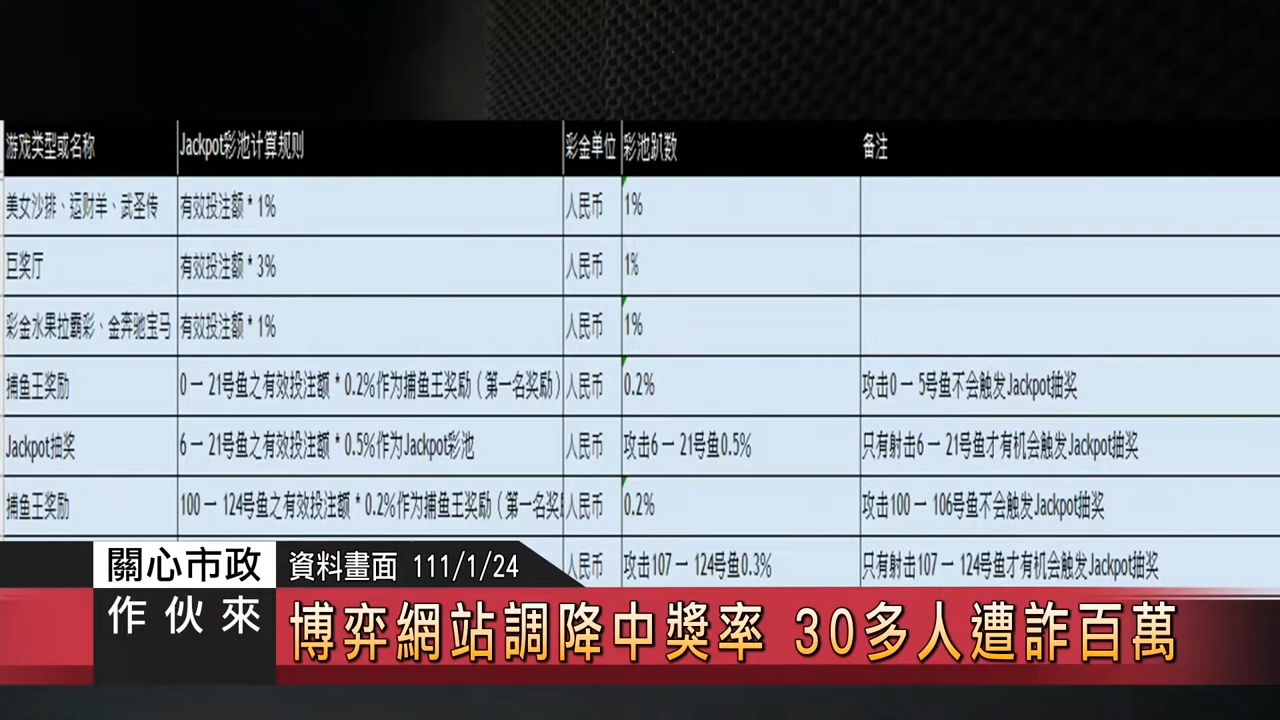 游戏类型或名称 Jackpot彩池计算规则 彩金单位 彩池趴数 备注
美女沙排、运财羊、武圣传 有效投注额 * 1% 人民币 1%
巨奖厅 有效投注额 * 3% 人民币 1%
彩金水果拉霸彩、金奔驰宝马 有效投注额 * 1% 人民币 1%
捕鱼王奖励 0一21号鱼之有效投注额 * 0.2%作为捕鱼王奖励（第一名奖励） 人民币 0.2% 攻击0一5号鱼不会触发Jackpot抽奖
Jackpot抽奖 6一21号鱼之有效投注额 * 0.5%作为Jackpot彩池 人民币 攻击6一21号鱼0.5% 只有射击6一21号鱼才有机会触发Jackpot抽奖
捕鱼王奖励 100一124号鱼之有效投注额 * 0.2%作为捕鱼王奖励（第一名奖 人民币 0.2% 攻击100一106号鱼不会触发Jackpot抽奖
人民币 攻击107一124号鱼0.3% 只有射击107一124号鱼才有机会触发Jackpot抽奖
關心市政 資料畫面 111/1/24
作伙來
博弈網站調降中獎率 30多人遭詐百萬